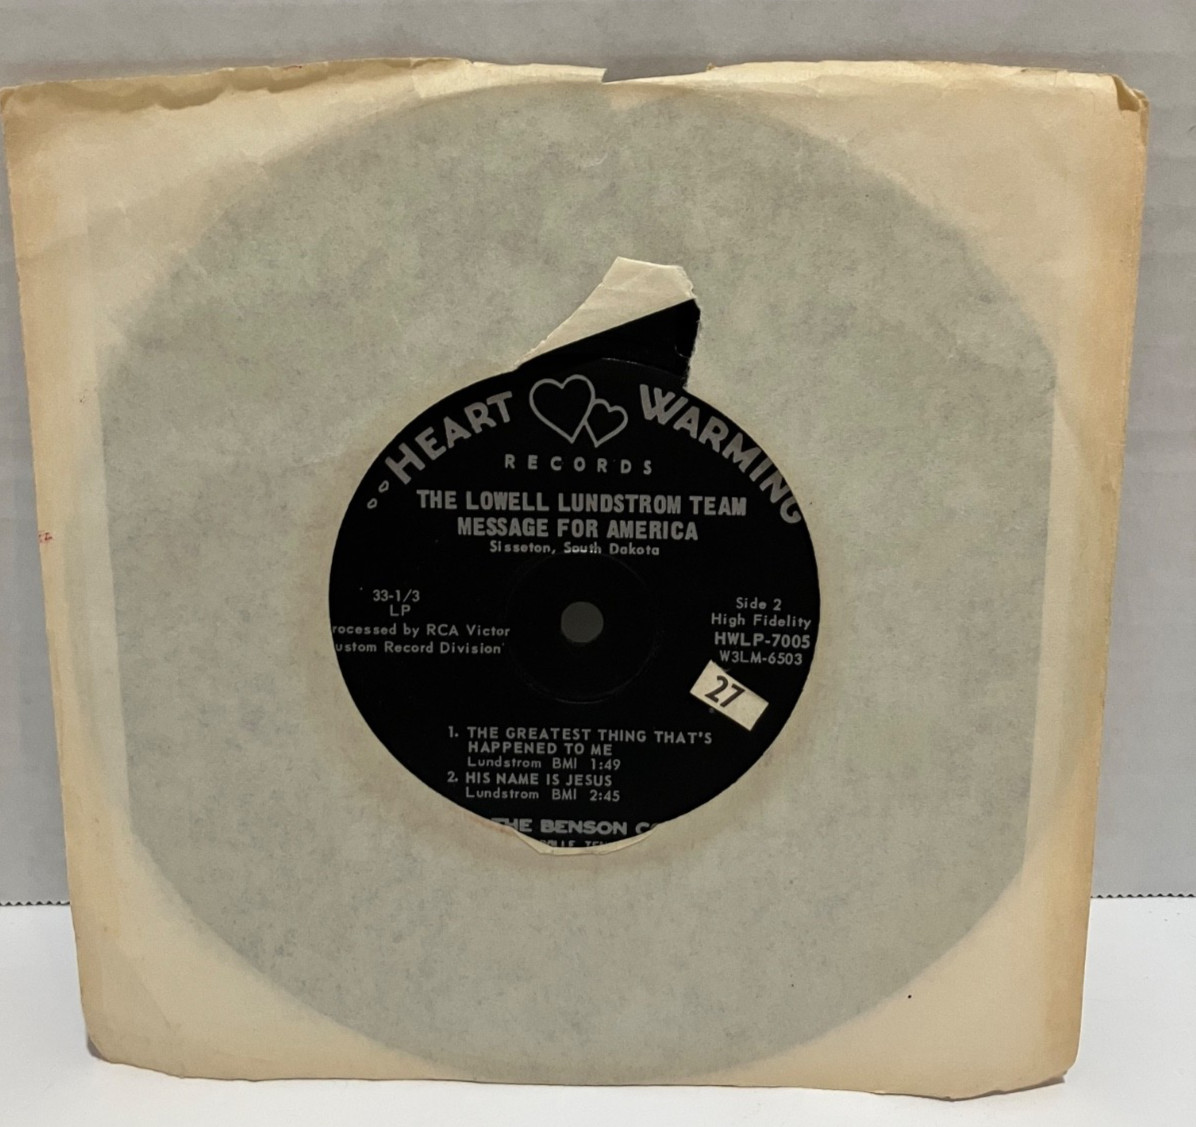 HEART WARMING
RECORDS
THE LOWELL LUNDSTROM TEAM
MESSAGE FOR AMERICA
Sisseton, South Dakota
33-1/3
LP
rocessed by RCA Victor
ustom Record Division'
Side 2
High Fidelity
HWLP-7005
W3LM-6503
27
1. THE GREATEST THING THAT'S
HAPPENED TO ME
Lundstrom BMI 1:49
2. HIS NAME IS JESUS
Lundstrom BMI 2:45
THE BENSON CO